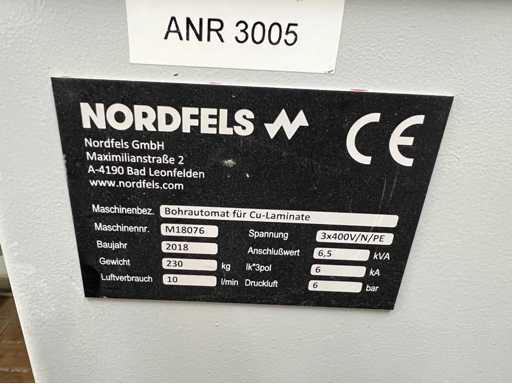 ANR 3005
NORDFELS
Nordfels GmbH
Maximilianstraße 2
A-4190 Bad Leonfelden
www.nordfels.com
CE
Maschinenbez. Bohrautomat für Cu-Laminate
Maschinennr. M18076 Spannung 3x400V/N/PE
Baujahr 2018 Anschlußwert 6,5 kVA
Gewicht 230 kg Ik*3pol 6 kA
Luftverbrauch 10 l/min Druckluft 6 bar